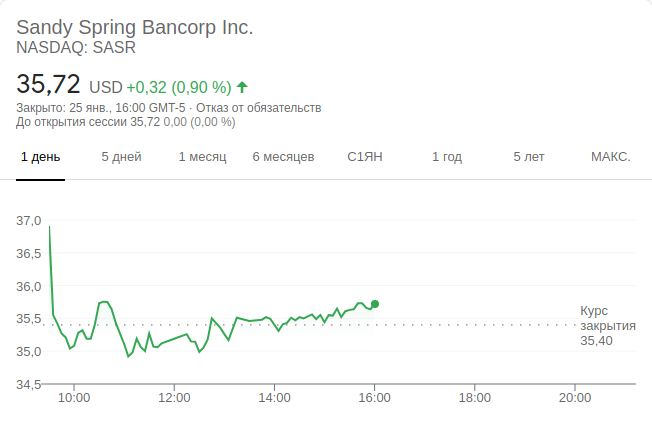 Sandy Spring Bancorp Inc.
NASDAQ: SASR
35,72 USD +0,32 (0,90 %)
Закрыто: 25 янв., 16:00 GMT-5 · Отказ от обязательств
До открытия сессии 35,72 0,00 (0,00 %)
1 день 5 дней 1 месяц 6 месяцев С1ЯН 1 год 5 лет МАКС.
37,0
36,5
36,0
35,5
35,0
34,5
Курс
закрытия
35,40
10:00 12:00 14:00 16:00 18:00 20:00